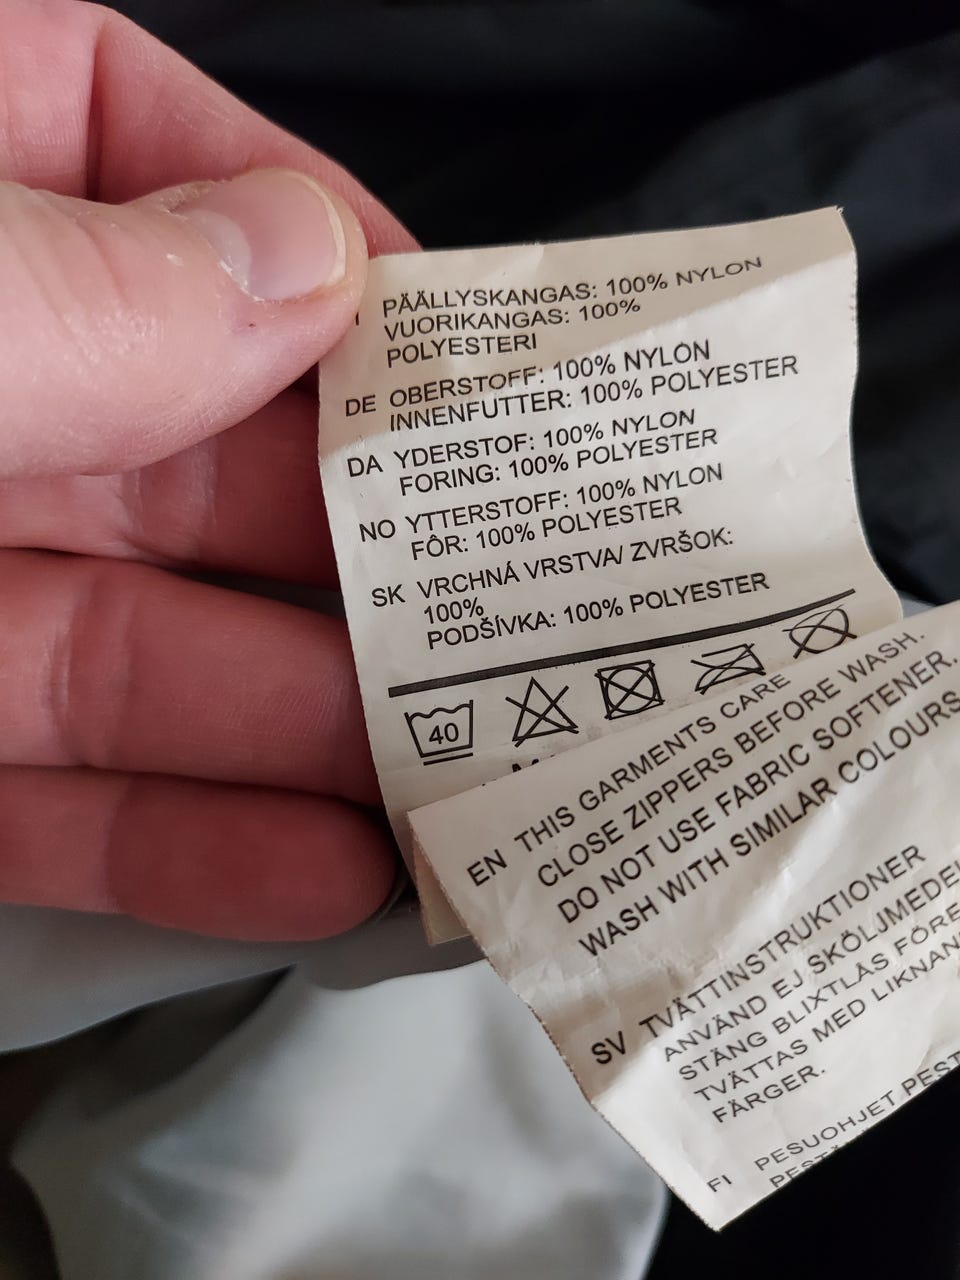 PÄÄLLYSKANGAS: 100% NYLON
VUORIKANGAS: 100%
POLYESTERI
DE OBERSTOFF: 100% NYLON
INNENFUTTER: 100% POLYESTER
DA YDERSTOF: 100% NYLON
FORING: 100% POLYESTER
NO YTTERSTOFF: 100% NYLON
FÔR: 100% POLYESTER
SK VRCHNÁ VRSTVA/ ZVRŠOK:
100%
PODŠÍVKA: 100% POLYESTER
40
EN THIS GARMENTS CARE
CLOSE ZIPPERS BEFORE WASH.
DO NOT USE FABRIC SOFTENER.
WASH WITH SIMILAR COLOURS
SV TVÄTTINSTRUKTIONER
ANVÄND EJ SKÖLJMEDEL
STÄNG BLIXTLÅS FÖRE
TVÄTTAS MED
FÄRGER.
FI PESUOHJET